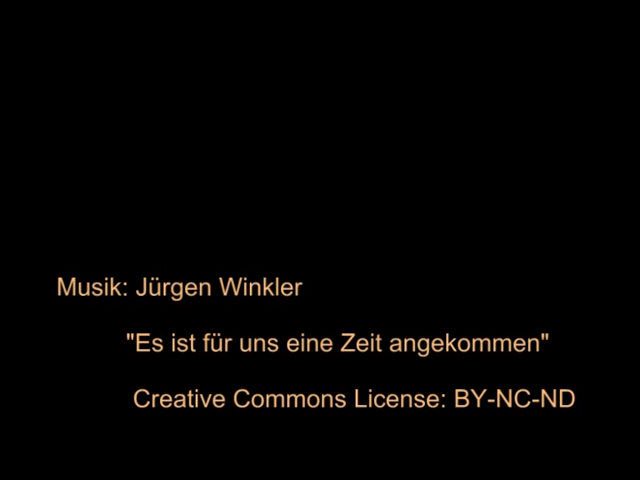 Musik: Jürgen Winkler
"Es ist für uns eine Zeit angekommen"
Creative Commons License: BY-NC-ND